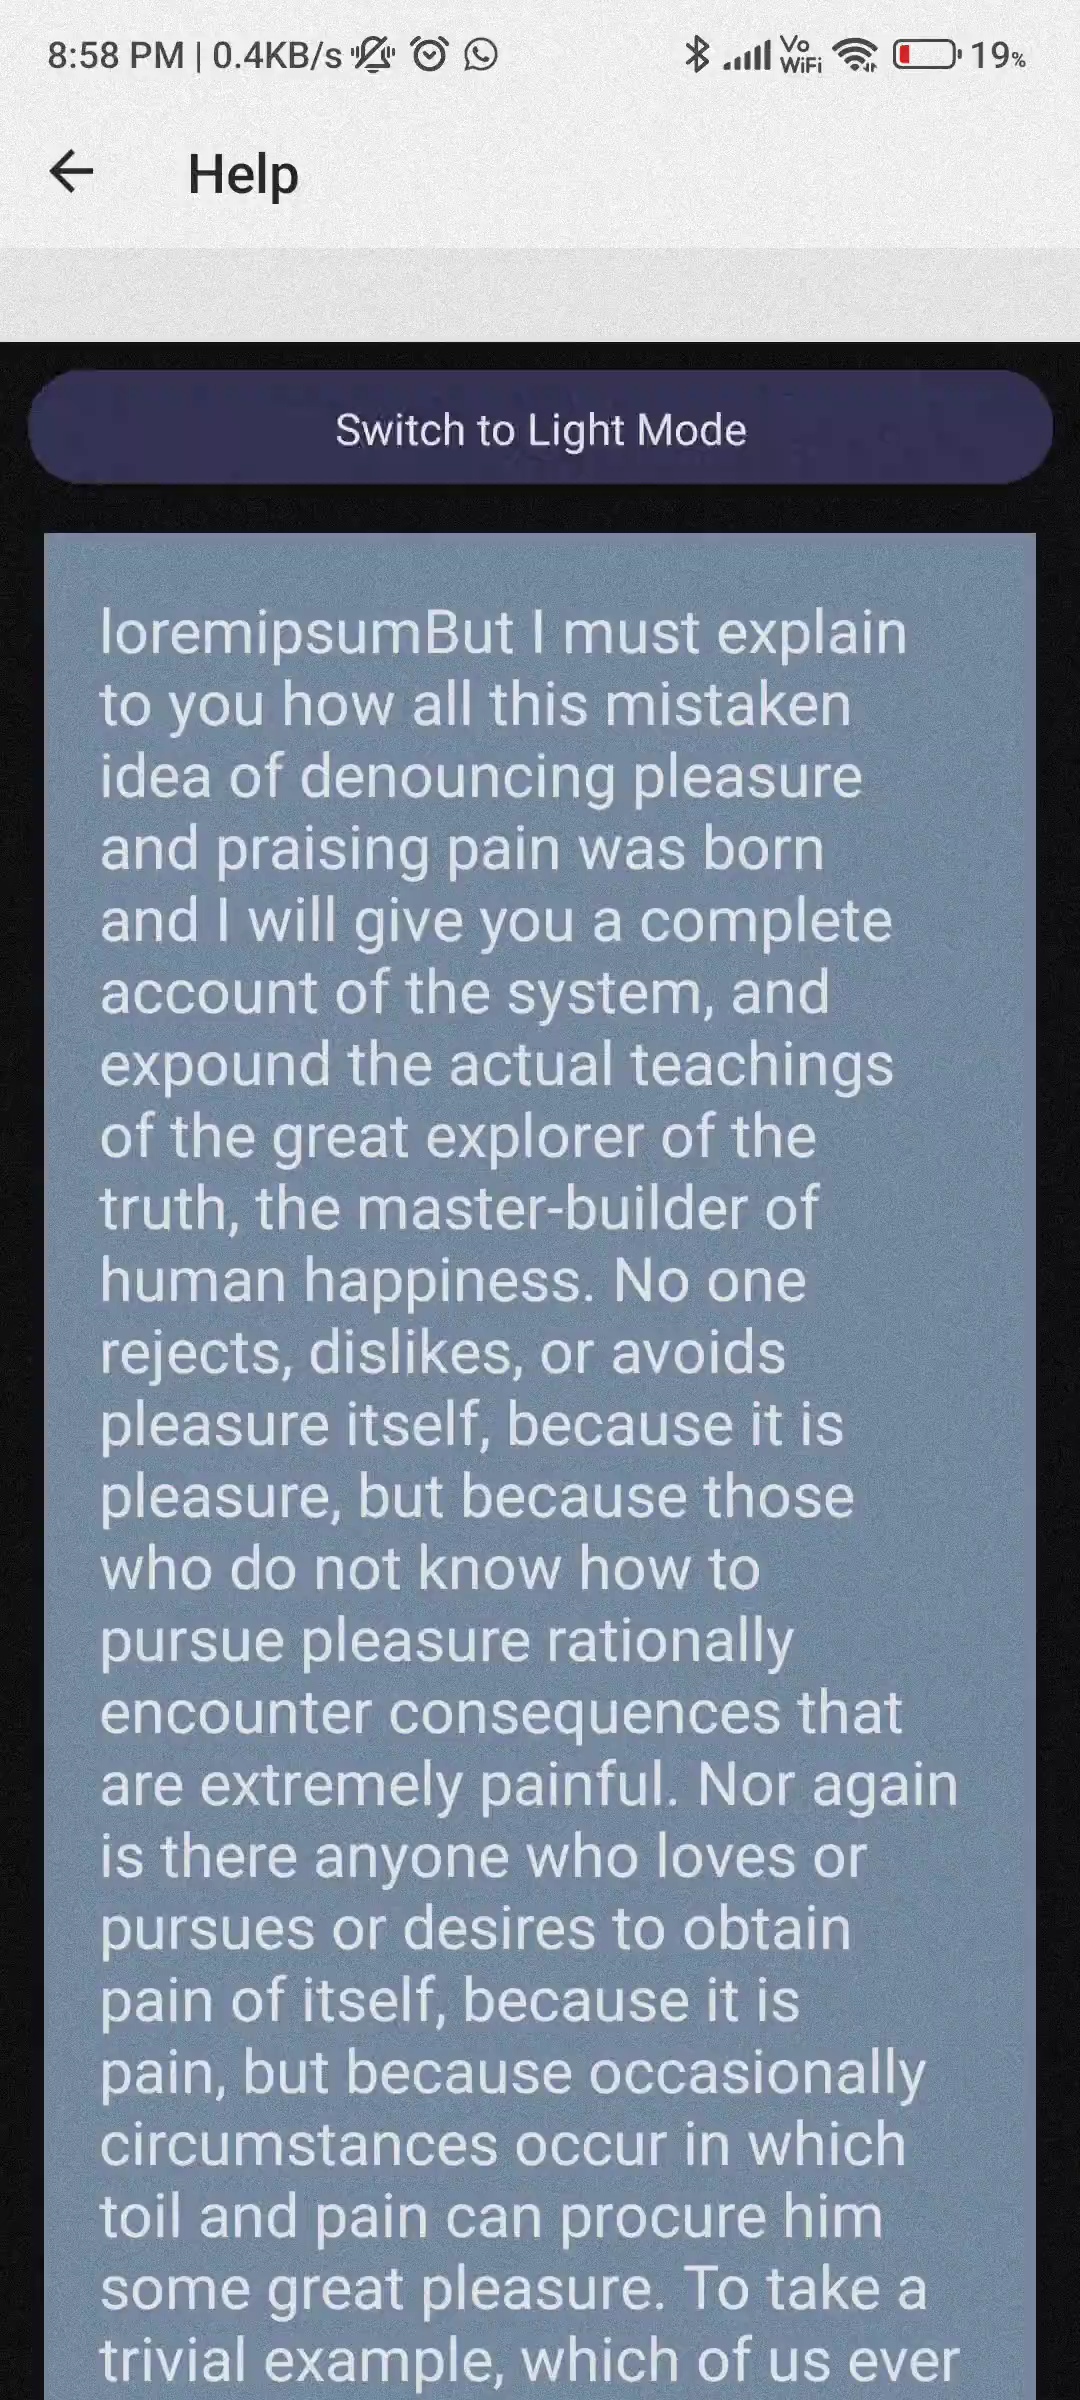 8:58 PM | 0.4KB/s Vo WiFi 19%
Help
Switch to Light Mode
loremipsumBut I must explain
to you how all this mistaken
idea of denouncing pleasure
and praising pain was born
and I will give you a complete
account of the system, and
expound the actual teachings
of the great explorer of the
truth, the master-builder of
human happiness. No one
rejects, dislikes, or avoids
pleasure itself, because it is
pleasure, but because those
who do not know how to
pursue pleasure rationally
encounter consequences that
are extremely painful. Nor again
is there anyone who loves or
pursues or desires to obtain
pain of itself, because it is
pain, but because occasionally
circumstances occur in which
toil and pain can procure him
some great pleasure. To take a
trivial example, which of us ever